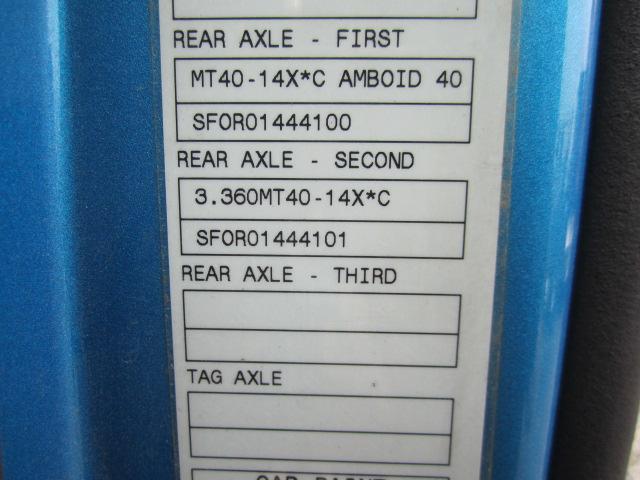 REAR AXLE - FIRST
MT40-14X*C AMBOID 40
SFOR01444100
REAR AXLE - SECOND
3.360MT40-14X*C
SFOR01444101
REAR AXLE - THIRD
TAG AXLE